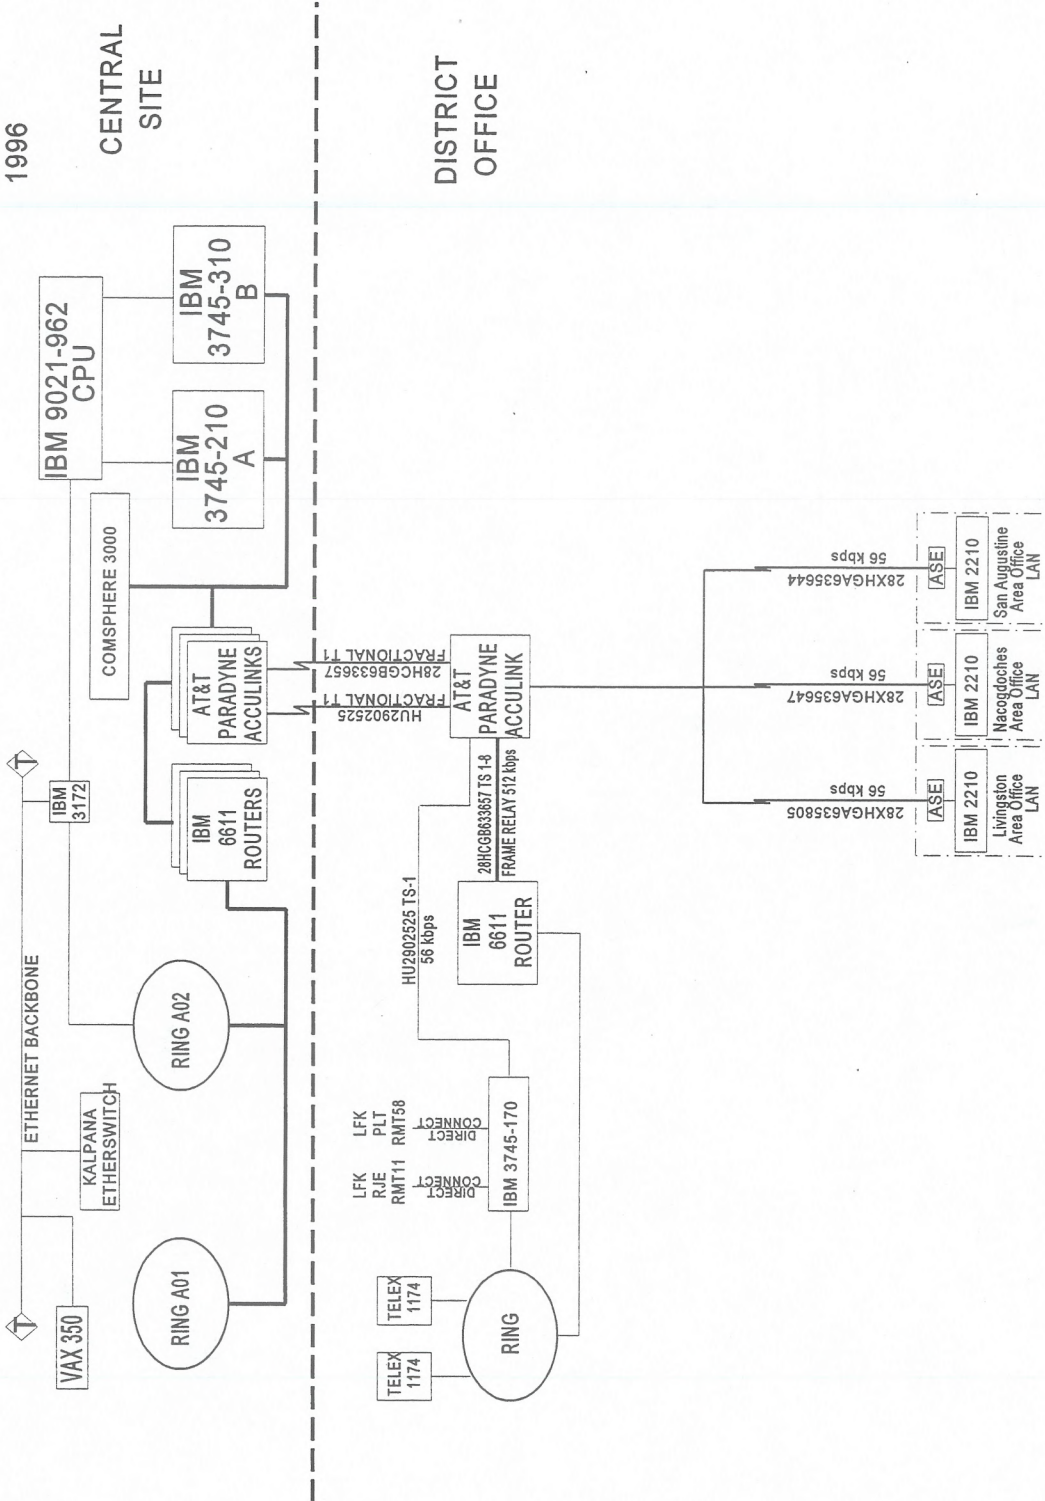 1996
CENTRAL
SITE
IBM 9021-962
CPU
IBM
3745-310
B
IBM
3745-210
A
COMSPHERE 3000
T
IBM
3172
AT&T
PARADYNE
ACCULINKS
IBM
6611
ROUTERS
ETHERNET BACKBONE
KALPANA
ETHERSWITCH
T
VAX 350
RING A02
RING A01
DISTRICT
OFFICE
HU2902525
FRACTIONAL T1
28HCGB633657
FRACTIONAL T1
AT&T
PARADYNE
ACCULINK
28HCGB633657 TS 1-8
FRAME RELAY 512 kbps
HU2902525 TS-1
56 kbps
IBM
6611
ROUTER
LFK
RJE
RMT11
DIRECT
CONNECT
LFK
PLT
RMT58
DIRECT
CONNECT
IBM 3745-170
TELEX
1174
TELEX
1174
RING
28XHGA635805
56 kbps
28XHGA635647
56 kbps
28XHGA635644
56 kbps
ASE
IBM 2210
Livingston
Area Office
LAN
ASE
IBM 2210
Nacogdoches
Area Office
LAN
ASE
IBM 2210
San Augustine
Area Office
LAN